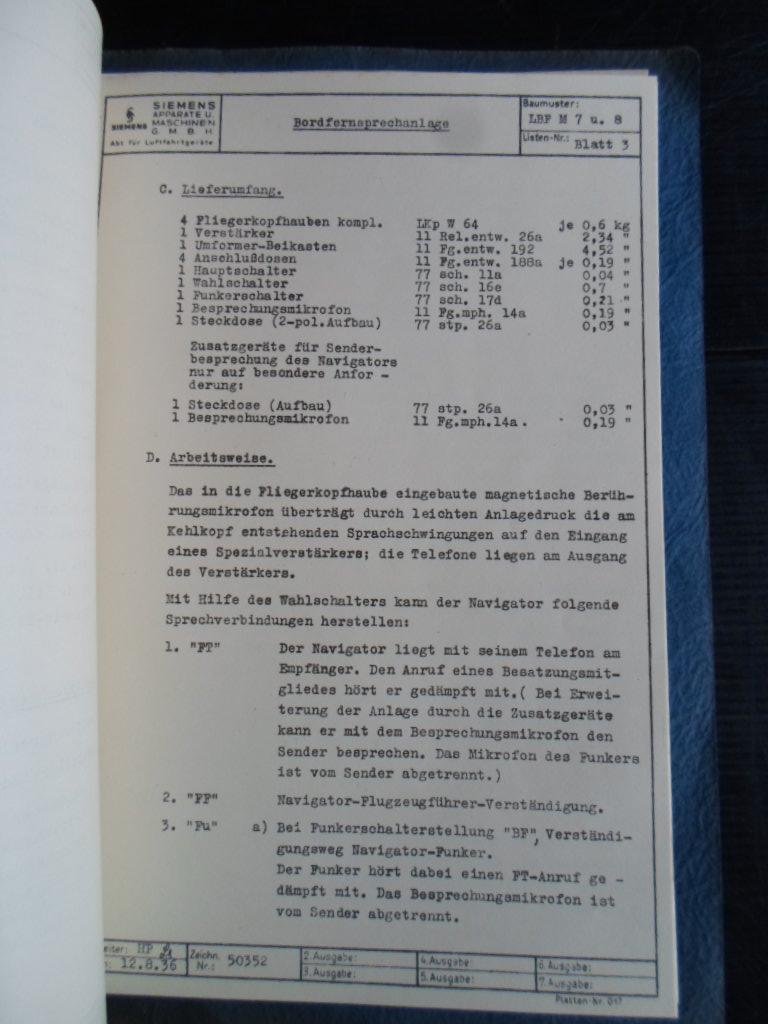 SIEMENS
APPARATE U.
MASCHINEN
G. M. B. H.
SIEMENS
Abt für Luftfahrtgeräte
Bordfernsprechanlage
Baumuster:
LBF M 7 u. 8
Listen-Nr.: Blatt 3
C. Lieferumfang.
4 Fliegerkopfhauben kompl. LKp W 64 je 0,6 kg
1 Verstärker 11 Rel.entw. 26a 2,34 "
1 Umformer-Beikasten 11 Fg.entw. 192 4,52 "
4 Anschlußdosen 11 Fg.entw. 188a je 0,19 "
1 Hauptschalter 77 sch. 11a 0,04 "
1 Wahlschalter 77 sch. 16e 0,7 "
1 Funkerschalter 77 sch. 17d 0,21 "
1 Besprechungsmikrofon 11 Fg.mph. 14a 0,19 "
1 Steckdose (2-pol.Aufbau) 77 stp. 26a 0,03 "
Zusatzgeräte für Sender-
besprechung des Navigators
nur auf besondere Anfor -
derung:
1 Steckdose (Aufbau) 77 stp. 26a 0,03 "
1 Besprechungsmikrofon 11 Fg.mph.14a. 0,19 "
D. Arbeitsweise.
Das in die Fliegerkopfhaube eingebaute magnetische Berüh-
rungsmikrofon überträgt durch leichten Anlagedruck die am
Kehlkopf entstehenden Sprachschwingungen auf den Eingang
eines Spezialverstärkers; die Telefone liegen am Ausgang
des Verstärkers.
Mit Hilfe des Wahlschalters kann der Navigator folgende
Sprechverbindungen herstellen:
1. "FT" Der Navigator liegt mit seinem Telefon am
Empfänger. Den Anruf eines Besatzungsmit-
gliedes hört er gedämpft mit.( Bei Erwei-
terung der Anlage durch die Zusatzgeräte
kann er mit dem Besprechungsmikrofon den
Sender besprechen. Das Mikrofon des Funkers
ist vom Sender abgetrennt.)
2. "FF" Navigator-Flugzeugführer-Verständigung.
3. "Fu" a) Bei Funkerschalterstellung "BF", Verständi-
gungsweg Navigator-Funker.
Der Funker hört dabei einen FT-Anruf ge -
dämpft mit. Das Besprechungsmikrofon ist
vom Sender abgetrennt.
eiter: HP
12.8.36
Zeichn.
Nr.: 50352
2.Ausgabe: 4.Ausgabe: 6.Ausgabe:
3.Ausgabe: 5.Ausgabe: 7.Ausgabe:
Platten-Nr. 017